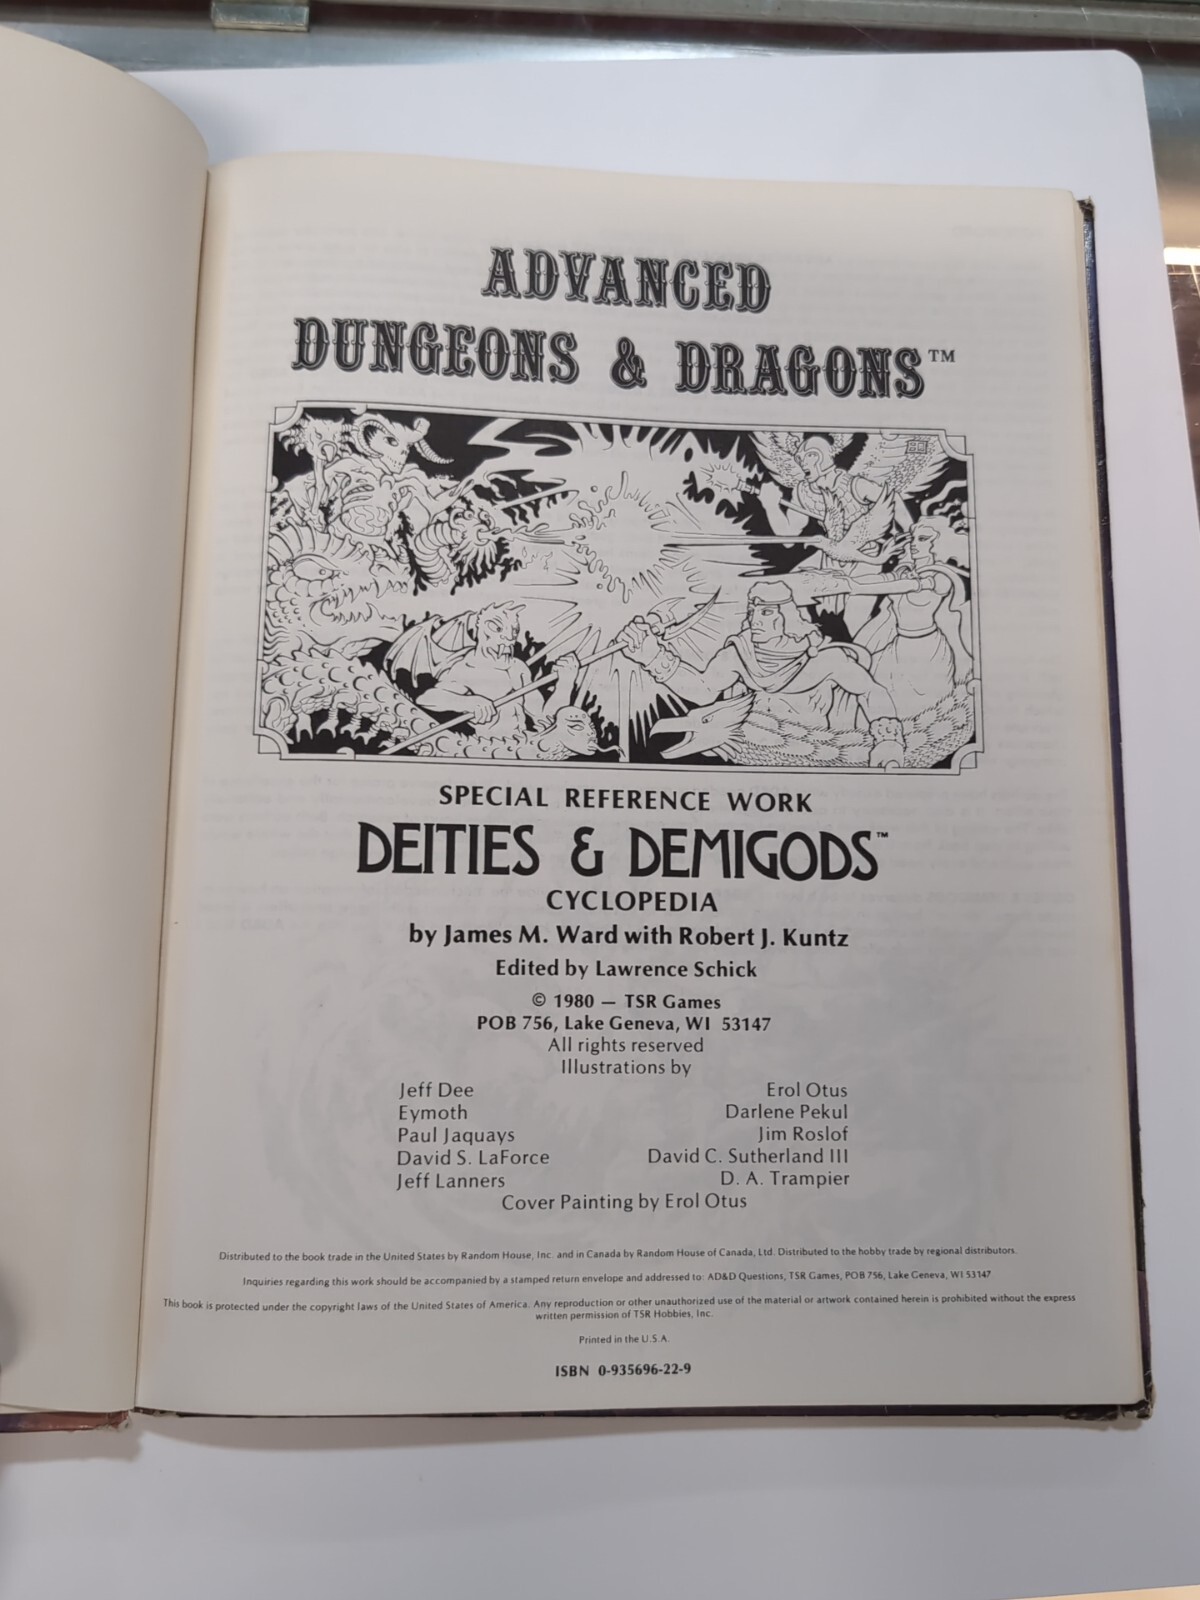 ADVANCED
DUNGEONS & DRAGONS™
SPECIAL REFERENCE WORK
DEITIES & DEMIGODS™
CYCLOPEDIA
by James M. Ward with Robert J. Kuntz
Edited by Lawrence Schick
© 1980 — TSR Games
POB 756, Lake Geneva, WI 53147
All rights reserved
Illustrations by
Jeff Dee Erol Otus
Eymoth Darlene Pekul
Paul Jaquays Jim Roslof
David S. LaForce David C. Sutherland III
Jeff Lanners D. A. Trampier
Cover Painting by Erol Otus
Distributed to the book trade in the United States by Random House, Inc. and in Canada by Random House of Canada, Ltd. Distributed to the hobby trade by regional distributors.
Inquiries regarding this work should be accompanied by a stamped return envelope and addressed to: AD&D Questions, TSR Games, POB 756, Lake Geneva, WI 53147
This book is protected under the copyright laws of the United States of America. Any reproduction or other unauthorized use of the material or artwork contained herein is prohibited without the express
written permission of TSR Hobbies, Inc.
Printed in the U.S.A.
ISBN 0-935696-22-9